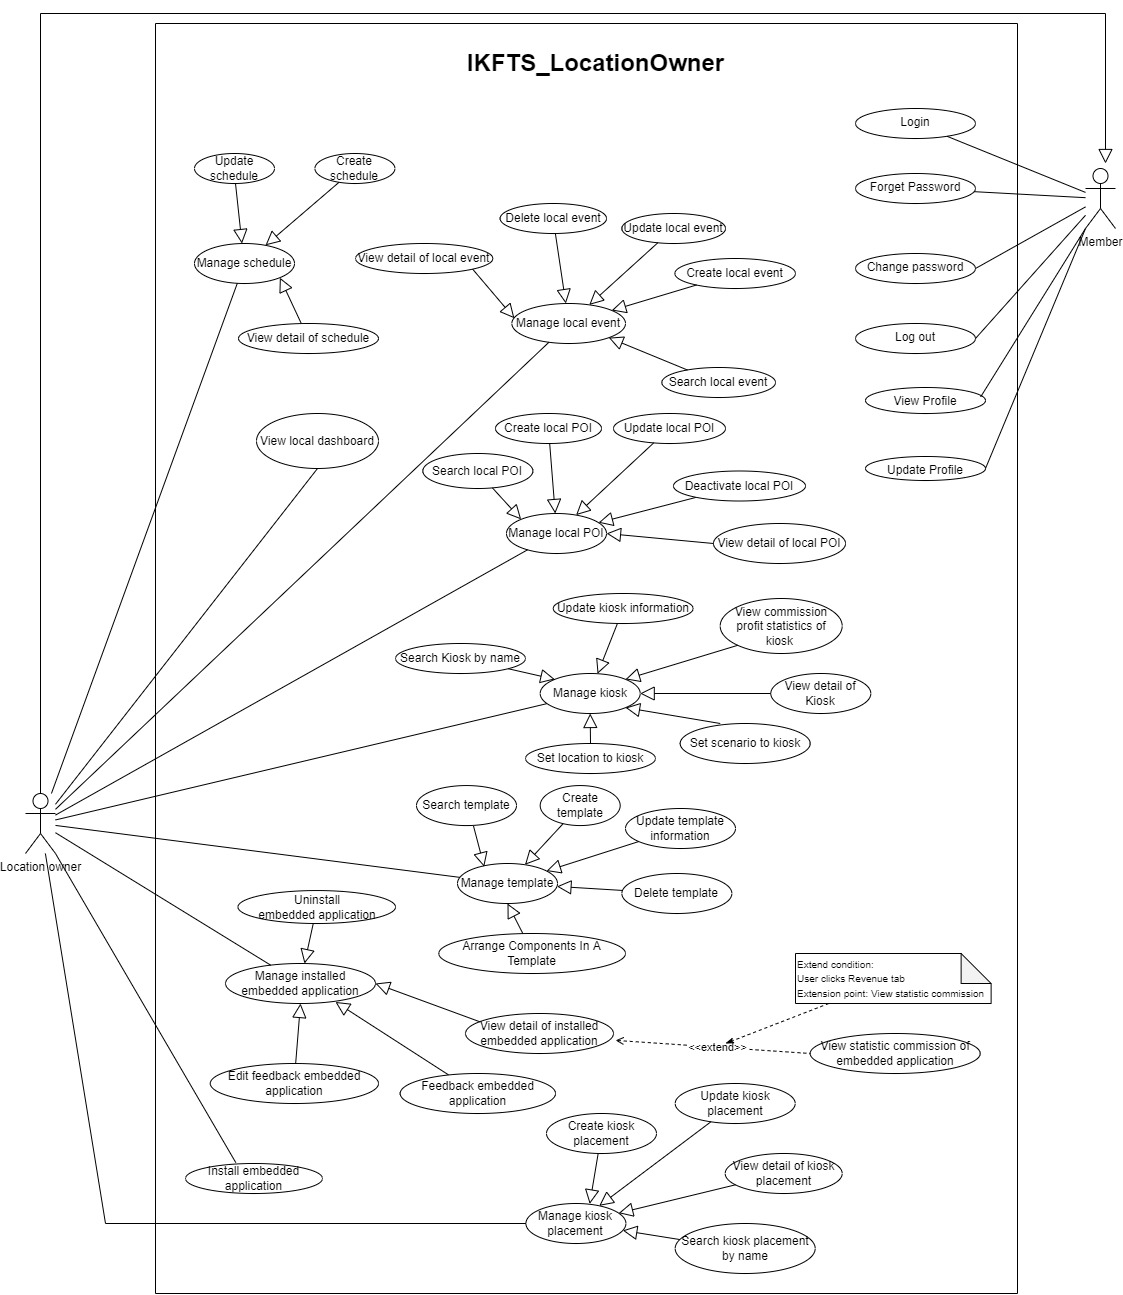 IKFTS_LocationOwner
Login
Update
schedule
Create
schedule
Forget Password
Delete local event
Update local event
Member
View detail of local event
Manage schedule
Change password
Create local event
Manage local event
View detail of schedule
Log out
Search local event
View Profile
Create local POI
Update local POI
View local dashboard
Search local POI
Update Profile
Deactivate local POI
Manage local POI
View detail of local POI
Update kiosk information
View commission
profit statistics of
kiosk
Search Kiosk by name
Manage kiosk
View detail of
Kiosk
Set location to kiosk
Set scenario to kiosk
Search template
Create
template
Update template
information
Location owner
Manage template
Delete template
Uninstall
embedded application
Arrange Components In A
Template
Manage installed
embedded application
Extend condition:
User clicks Revenue tab
Extension point: View statistic commission
View detail of installed
embedded application
<<extend>>
View statistic commission of
embedded application
Edit feedback embedded
application
Feedback embedded
application
Update kiosk
placement
Create kiosk
placement
Install embedded
application
View detail of kiosk
placement
Manage kiosk
placement
Search kiosk placement
by name